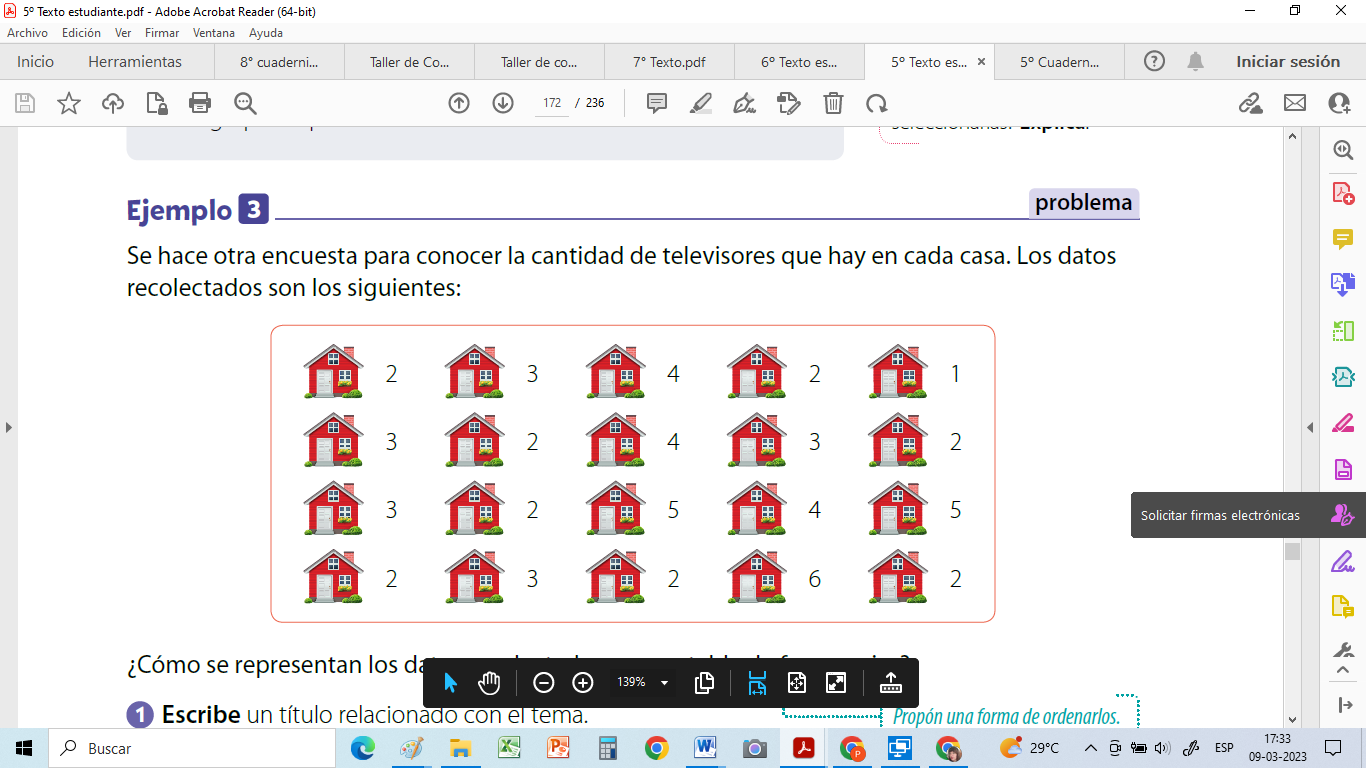 5º Texto estudiante.pdf - Adobe Acrobat Reader (64-bit)
Archivo Edición Ver Firmar Ventana Ayuda
Inicio Herramientas 8° cuaderni... Taller de Co... Taller de co... 7° Texto.pdf 6º Texto es... 5º Texto es... × 5º Cuadern... Iniciar sesión
172 / 236
Explica.
Ejemplo 3 problema
Se hace otra encuesta para conocer la cantidad de televisores que hay en cada casa. Los datos
recolectados son los siguientes:
2 3 4 2 1
3 2 4 3 2
3 2 5 4 5
2 3 2 6 2
Solicitar firmas electrónicas
¿Cómo se representan los
139%
1 Escribe un título relacionado con el tema.
Propón una forma de ordenarlos.
Buscar
29°C ESP 17:33
09-03-2023